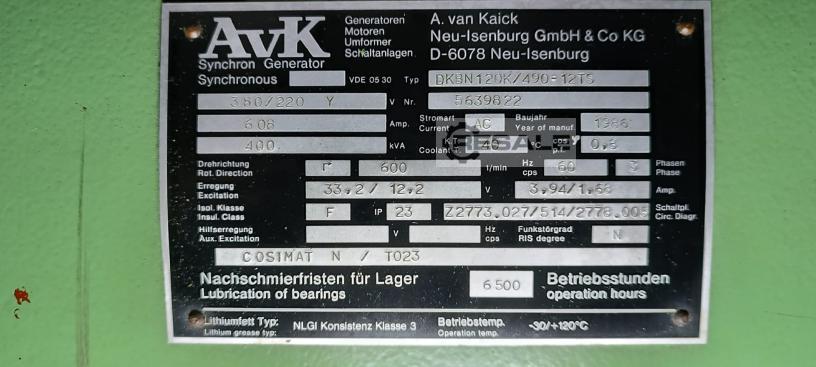 AvK
Generatoren
Motoren
Umformer
Schaltanlagen
A. van Kaick
Neu-Isenburg GmbH & Co KG
D-6078 Neu-Isenburg
Synchron Generator
Synchronous VDE 0530 Typ DKBN 120K/490-12TS
380/220 Y V Nr. 5639822
608 Amp. Stromart Current AC Baujahr Year of manuf. 1986
400. kVA Coolant 40 °C 0,8
Drehrichtung Rot. Direction r 600 1/min Hz cps 60 3 Phasen Phase
Erregung Excitation 33,2 / 12,2 V 3,94/1,68 Amp.
Isol. Klasse Insul. Class F IP 23 Z2773.027/514/2778.005 Schaltpl. Circ. Diagr.
Hilfserregung Aux. Excitation V Hz cps Funkstörgrad RIS degree N
COSIMAT N / T023
Nachschmierfristen für Lager
Lubrication of bearings
6500
Betriebsstunden
operation hours
Lithiumfett Typ: NLGI Konsistenz Klasse 3 Betriebstemp. -30/+120°C
Lithium grease typ: Operation temp.
RESALE